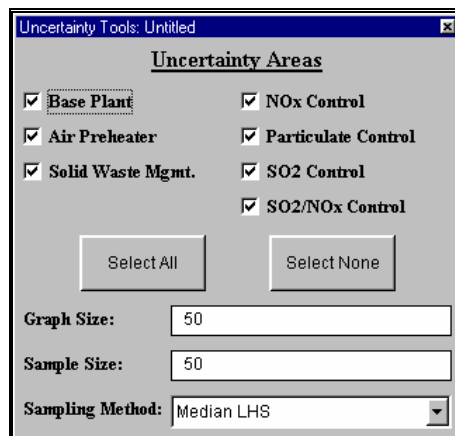 Uncertainty Tools: Untitled
Uncertainty Areas
Base Plant NOx Control
Air Preheater Particulate Control
Solid Waste Mgmt. SO2 Control
SO2/NOx Control
Select All Select None
Graph Size: 50
Sample Size: 50
Sampling Method: Median LHS